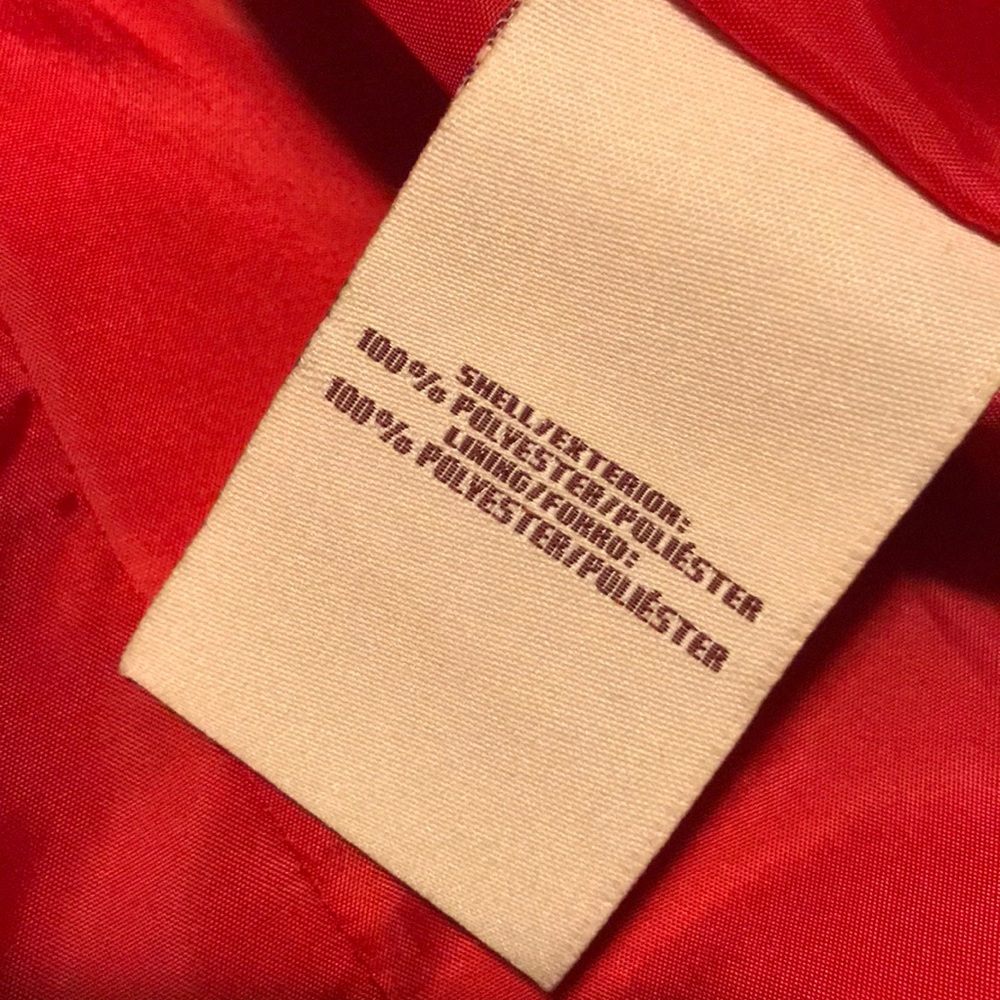 SHELL/EXTERIOR:
100% POLYESTER/POLIÉSTER
LINING/FORRO:
100% POLYESTER/POLIÉSTER